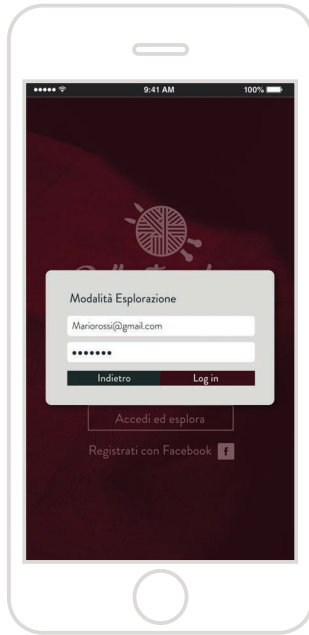 9:41 AM 100%
Modalità Esplorazione
Mariorossi@gmail.com
•••••••
Indietro Log in
Accedi ed esplora
Registrati con Facebook f